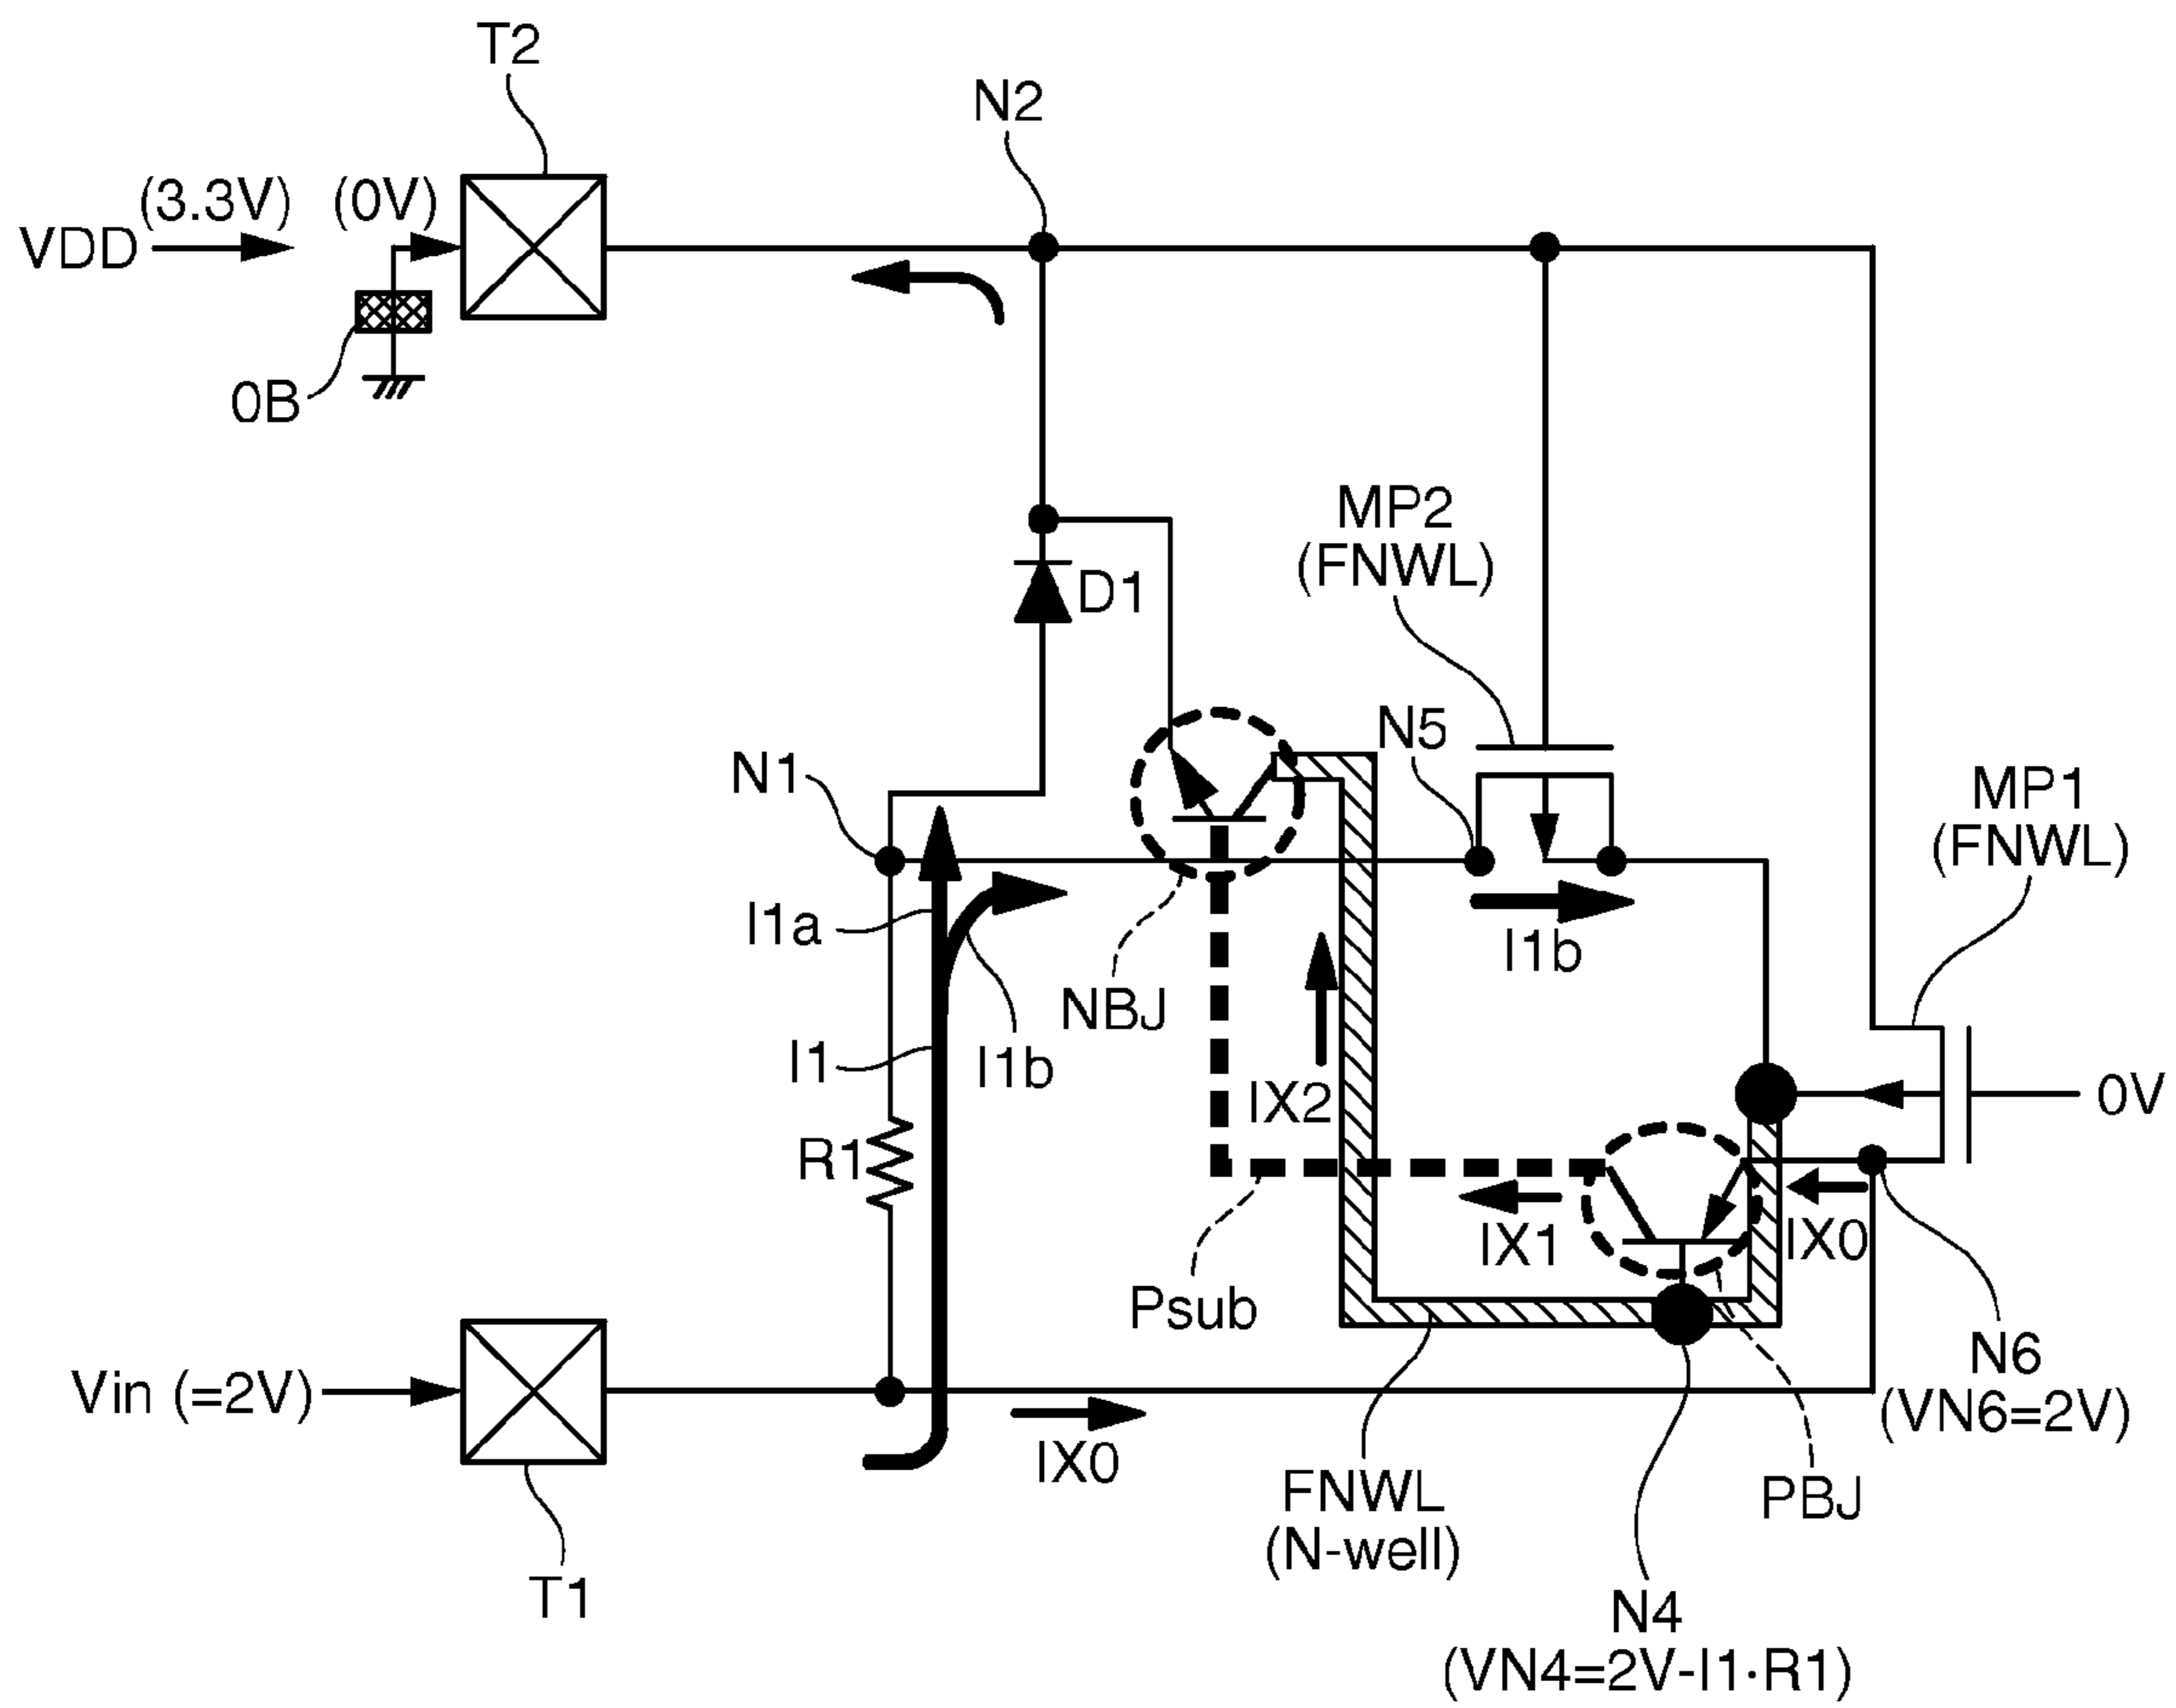 T2
N2
(3.3V) (0V)
VDD
0B
MP2
(FNWL)
D1
N5
N1
MP1
(FNWL)
I1a
I1b
NBJ
I1
I1b
IX2
0V
R1
IX1
IX0
Psub
N6
(VN6=2V)
Vin (=2V)
IX0
FNWL
(N-well)
PBJ
T1
N4
(VN4=2V-I1·R1)